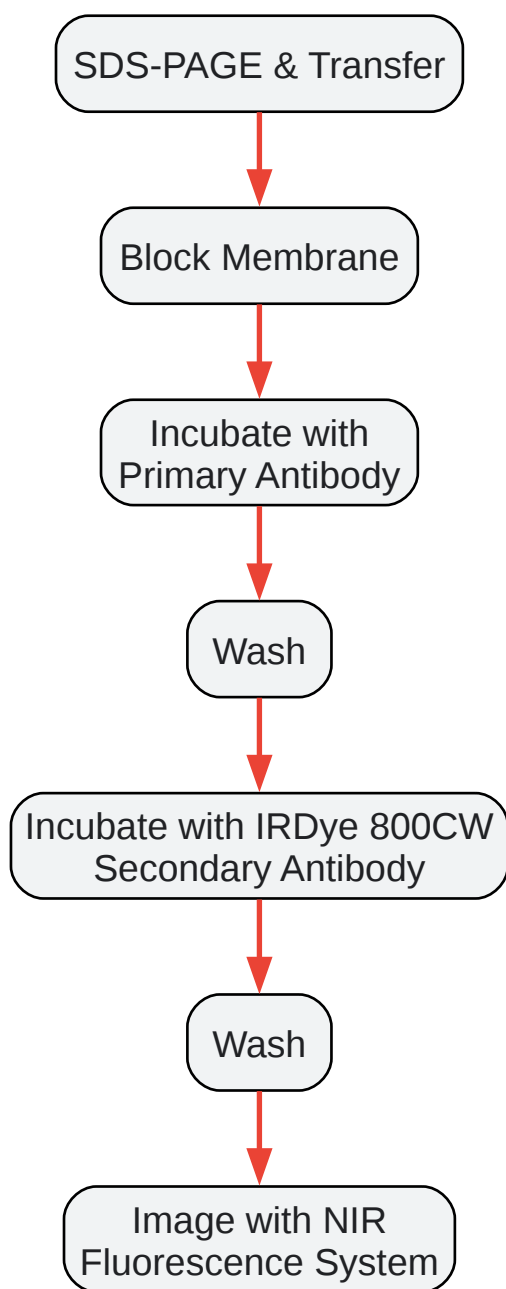 SDS-PAGE & Transfer
Block Membrane
Incubate with
Primary Antibody
Wash
Incubate with IRDye 800CW
Secondary Antibody
Wash
Image with NIR
Fluorescence System